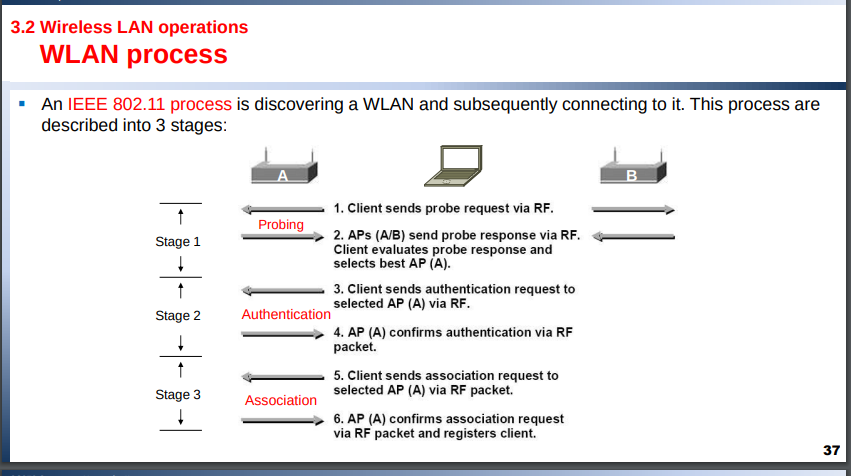 3.2 Wireless LAN operations
WLAN process
▪ An IEEE 802.11 process is discovering a WLAN and subsequently connecting to it. This process are
described into 3 stages:
A
B
1. Client sends probe request via RF.
Probing
Stage 1
2. APs (A/B) send probe response via RF.
Client evaluates probe response and
selects best AP (A).
3. Client sends authentication request to
selected AP (A) via RF.
Stage 2
Authentication
4. AP (A) confirms authentication via RF
packet.
5. Client sends association request to
selected AP (A) via RF packet.
Stage 3
Association
6. AP (A) confirms association request
via RF packet and registers client.
37